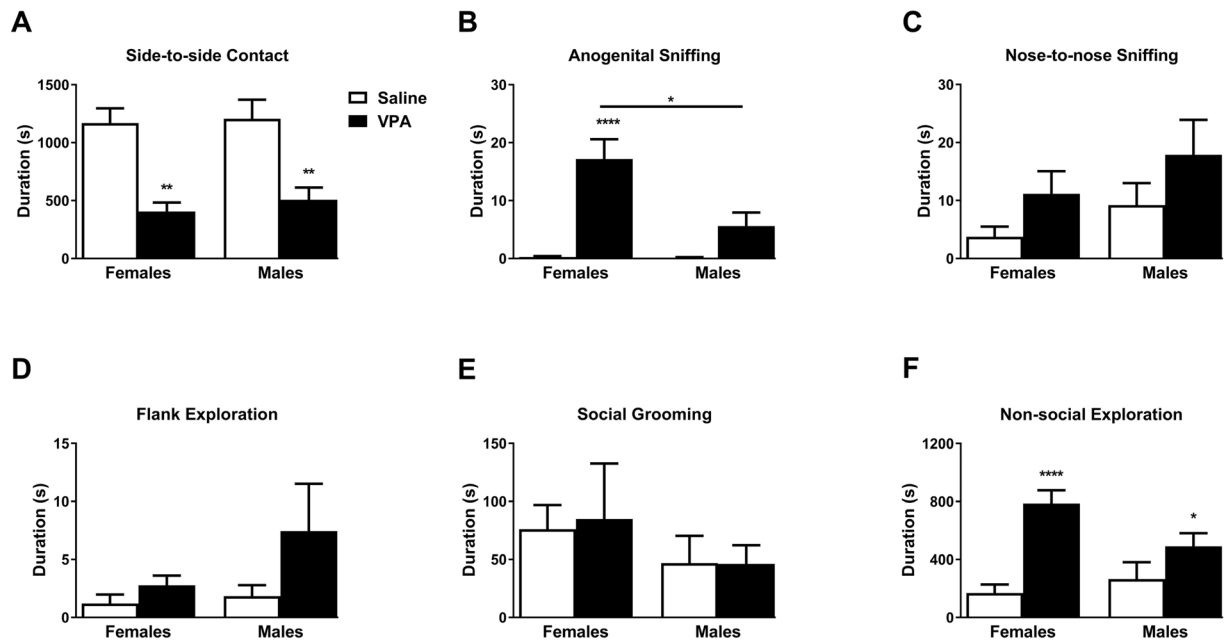 A
Side-to-side Contact
Duration (s)
1500
1000
500
0
**
**
Females
Males
Saline
VPA
B
Anogenital Sniffing
Duration (s)
30
20
10
0
*
****
Females
Males
C
Nose-to-nose Sniffing
Duration (s)
30
20
10
0
Females
Males
D
Flank Exploration
Duration (s)
15
10
5
0
Females
Males
E
Social Grooming
Duration (s)
150
100
50
0
Females
Males
F
Non-social Exploration
Duration (s)
1200
800
400
0
****
*
Females
Males